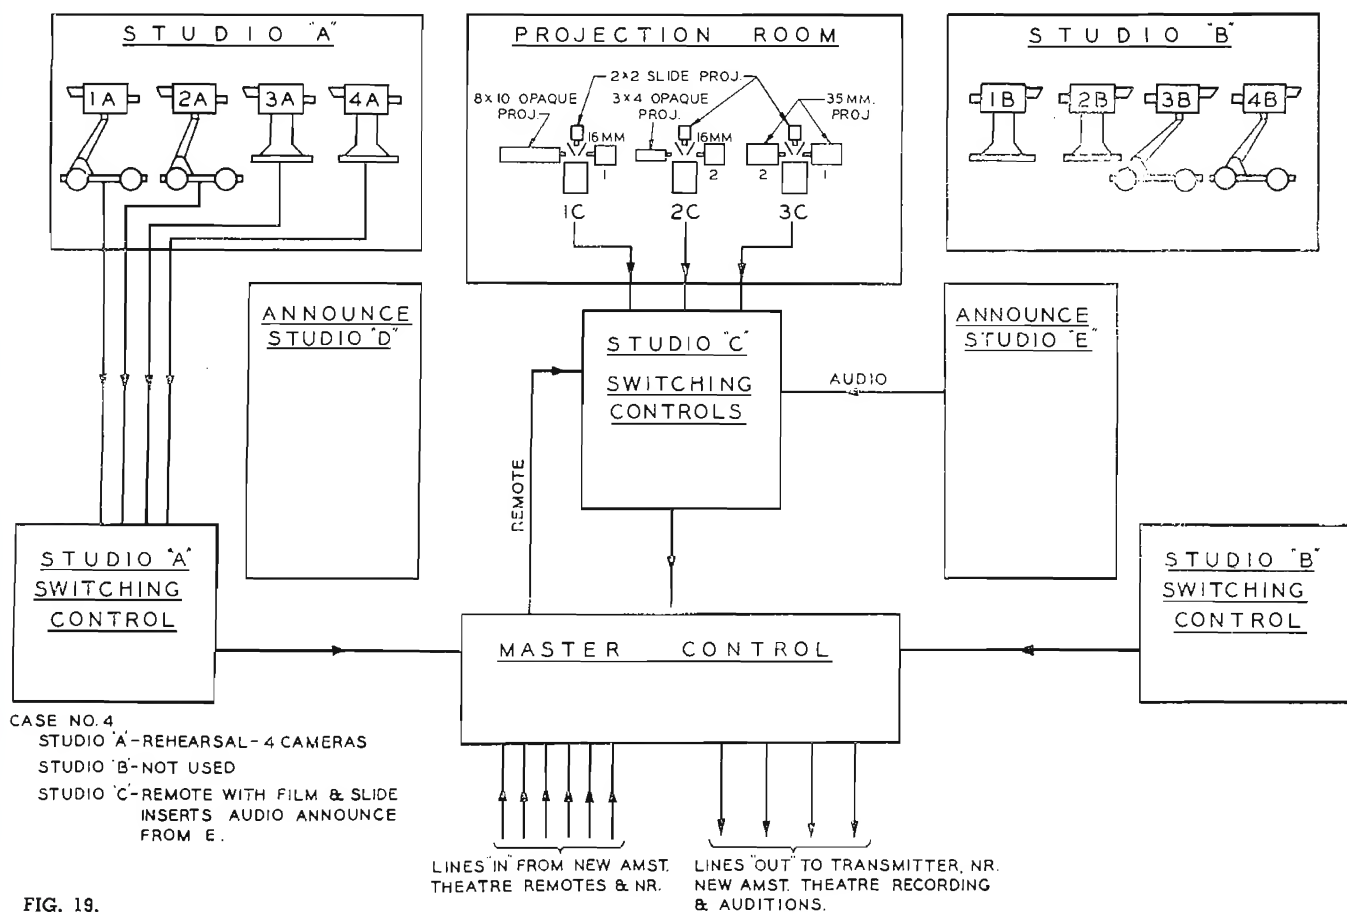 STUDIO "A"
1A 2A 3A 4A
PROJECTION ROOM
2×2 SLIDE PROJ.
8×10 OPAQUE PROJ.
3×4 OPAQUE PROJ.
35MM. PROJ.
16MM
16MM
1 2 2 1
1C 2C 3C
STUDIO "B"
1B 2B 3B 4B
ANNOUNCE
STUDIO "D"
STUDIO "C"
SWITCHING
CONTROLS
ANNOUNCE
STUDIO "E"
AUDIO
REMOTE
STUDIO "A"
SWITCHING
CONTROL
MASTER CONTROL
STUDIO "B"
SWITCHING
CONTROL
CASE NO. 4
STUDIO 'A'-REHEARSAL-4 CAMERAS
STUDIO 'B'-NOT USED
STUDIO 'C'-REMOTE WITH FILM & SLIDE
INSERTS AUDIO ANNOUNCE
FROM E.
LINES "IN" FROM NEW AMST.
THEATRE REMOTES & NR.
LINES "OUT" TO TRANSMITTER, NR.
NEW AMST. THEATRE RECORDING
& AUDITIONS.
FIG. 19.